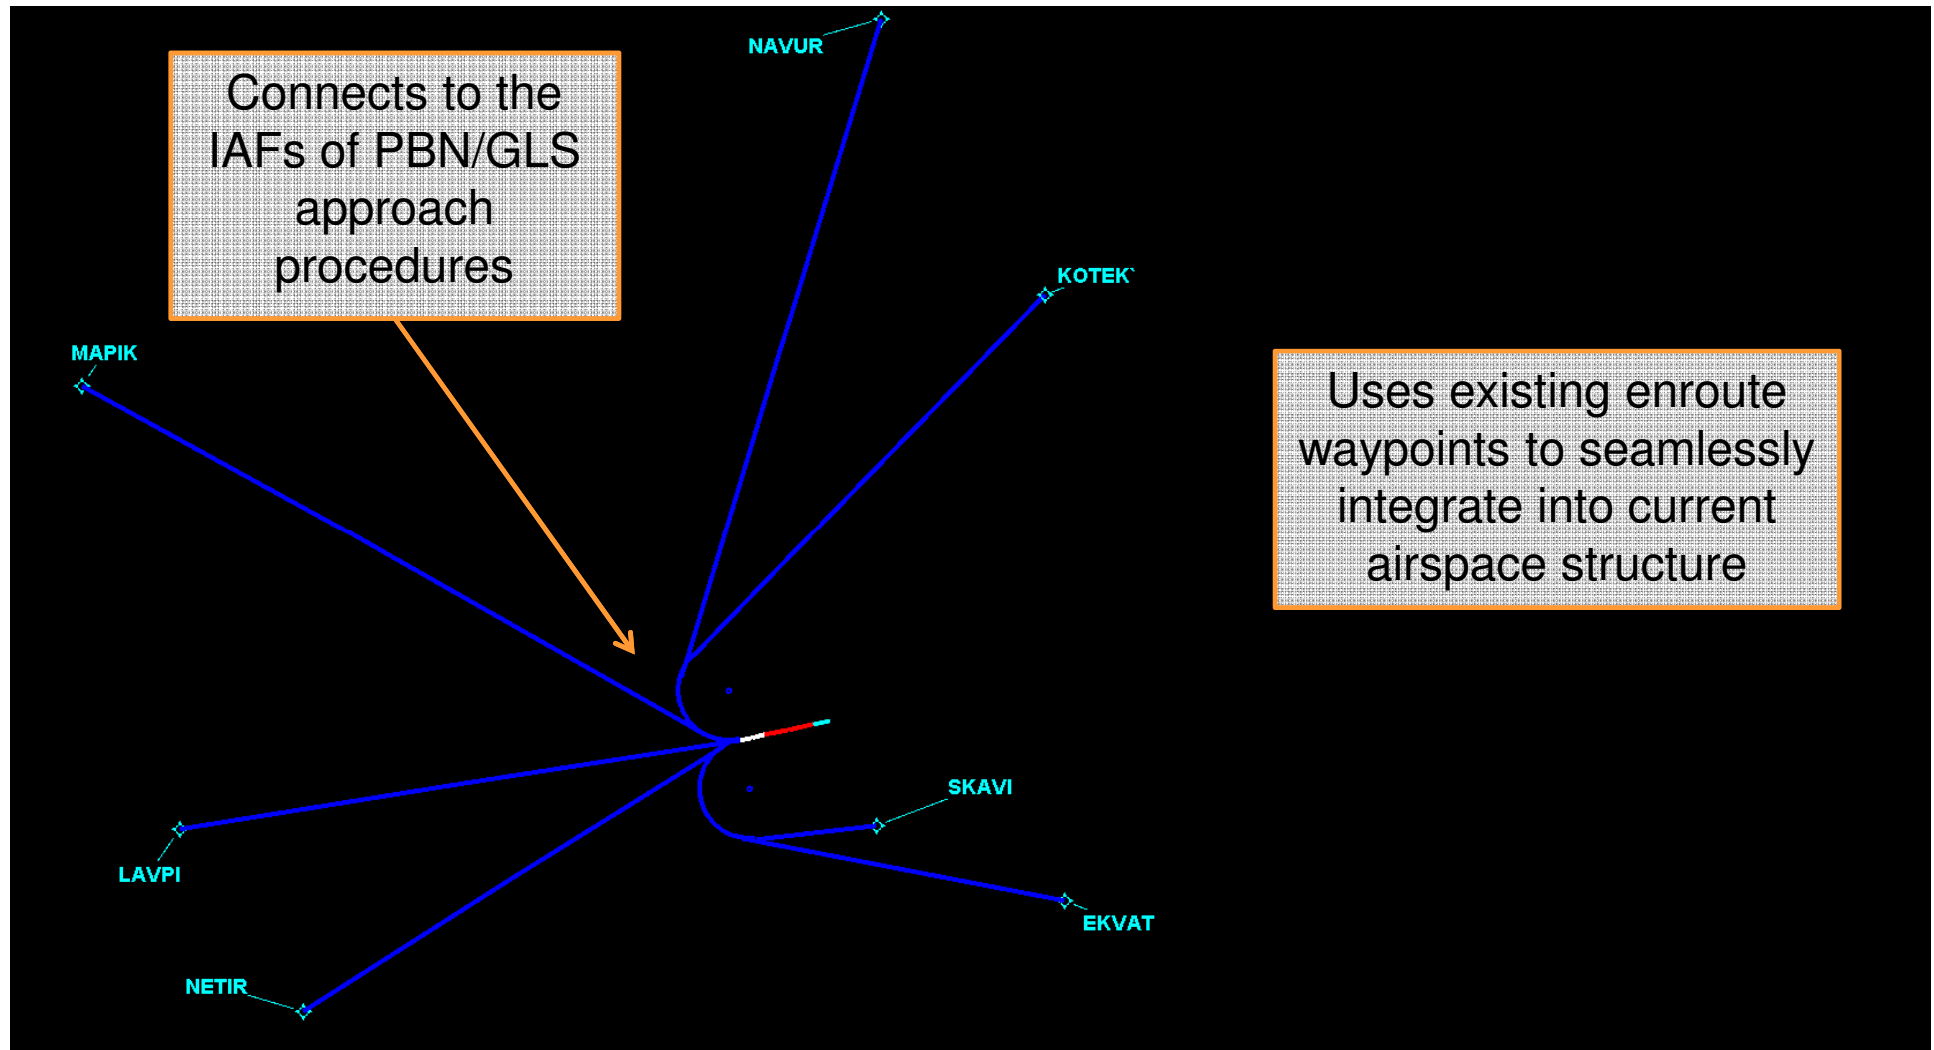 NAVUR
Connects to the
IAFs of PBN/GLS
approach
procedures
KOTEK`
MAPIK
Uses existing enroute
waypoints to seamlessly
integrate into current
airspace structure
SKAVI
LAVPI
EKVAT
NETIR